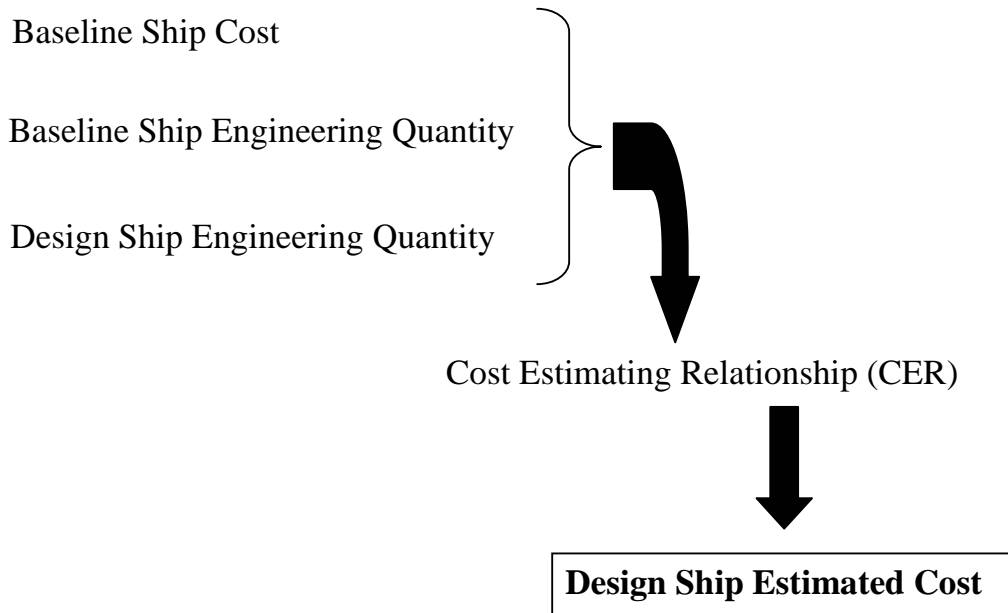 Baseline Ship Cost
Baseline Ship Engineering Quantity
Design Ship Engineering Quantity
Cost Estimating Relationship (CER)
Design Ship Estimated Cost